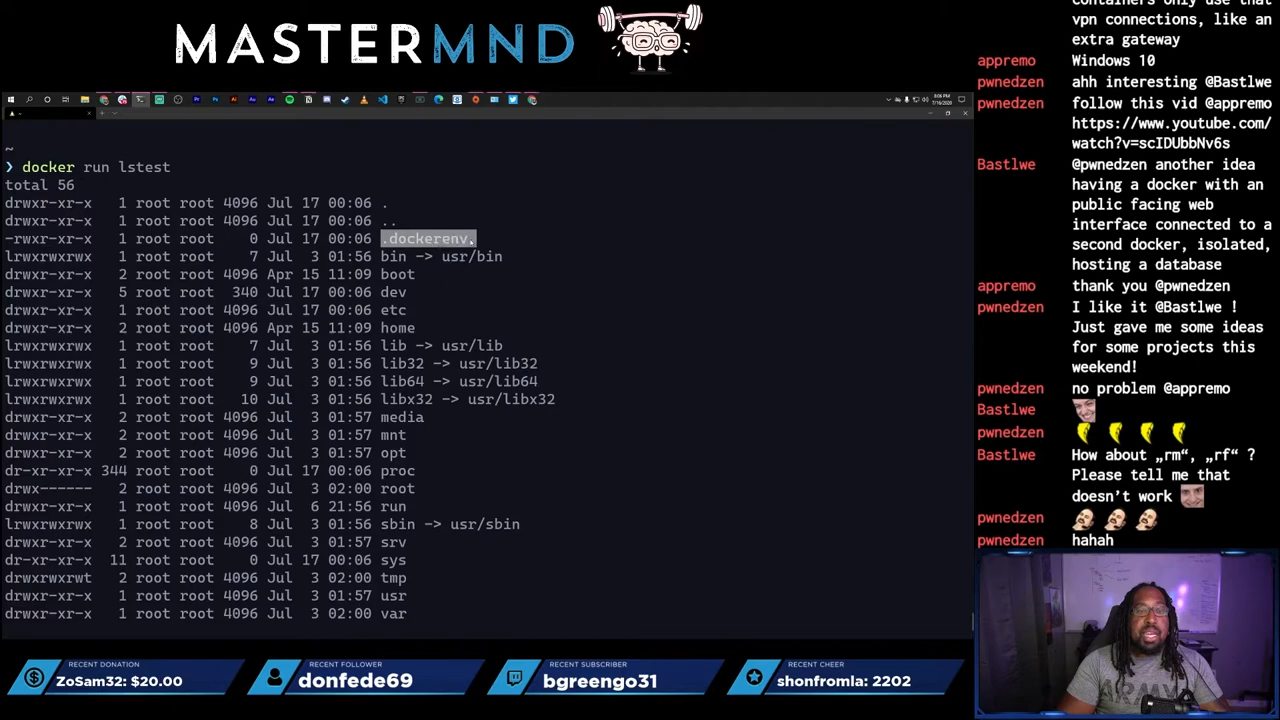 MASTERMND
8:06 PM
7/16/2020
~
❯ docker run lstest
total 56
drwxr-xr-x 1 root root 4096 Jul 17 00:06 .
drwxr-xr-x 1 root root 4096 Jul 17 00:06 ..
-rwxr-xr-x 1 root root 0 Jul 17 00:06 .dockerenv
lrwxrwxrwx 1 root root 7 Jul 3 01:56 bin -> usr/bin
drwxr-xr-x 2 root root 4096 Apr 15 11:09 boot
drwxr-xr-x 5 root root 340 Jul 17 00:06 dev
drwxr-xr-x 1 root root 4096 Jul 17 00:06 etc
drwxr-xr-x 2 root root 4096 Apr 15 11:09 home
lrwxrwxrwx 1 root root 7 Jul 3 01:56 lib -> usr/lib
lrwxrwxrwx 1 root root 9 Jul 3 01:56 lib32 -> usr/lib32
lrwxrwxrwx 1 root root 9 Jul 3 01:56 lib64 -> usr/lib64
lrwxrwxrwx 1 root root 10 Jul 3 01:56 libx32 -> usr/libx32
drwxr-xr-x 2 root root 4096 Jul 3 01:57 media
drwxr-xr-x 2 root root 4096 Jul 3 01:57 mnt
drwxr-xr-x 2 root root 4096 Jul 3 01:57 opt
dr-xr-xr-x 344 root root 0 Jul 17 00:06 proc
drwx------ 2 root root 4096 Jul 3 02:00 root
drwxr-xr-x 1 root root 4096 Jul 6 21:56 run
lrwxrwxrwx 1 root root 8 Jul 3 01:56 sbin -> usr/sbin
drwxr-xr-x 2 root root 4096 Jul 3 01:57 srv
dr-xr-xr-x 11 root root 0 Jul 17 00:06 sys
drwxrwxrwt 2 root root 4096 Jul 3 02:00 tmp
drwxr-xr-x 1 root root 4096 Jul 3 01:57 usr
drwxr-xr-x 1 root root 4096 Jul 3 02:00 var
containers only use that
vpn connections, like an
extra gateway
appremo Windows 10
pwnedzen ahh interesting @Bastlwe
pwnedzen follow this vid @appremo
https://www.youtube.com/
watch?v=scIDUbbNv6s
Bastlwe @pwnedzen another idea
having a docker with an
public facing web
interface connected to a
second docker, isolated,
hosting a database
appremo thank you @pwnedzen
pwnedzen I like it @Bastlwe !
Just gave me some ideas
for some projects this
weekend!
pwnedzen no problem @appremo
Bastlwe
pwnedzen
Bastlwe How about „rm“, „rf“ ?
Please tell me that
doesn’t work
pwnedzen
pwnedzen hahah
ARMY
RECENT DONATION
ZoSam32: $20.00
RECENT FOLLOWER
donfede69
RECENT SUBSCRIBER
bgreengo31
RECENT CHEER
shonfromla: 2202